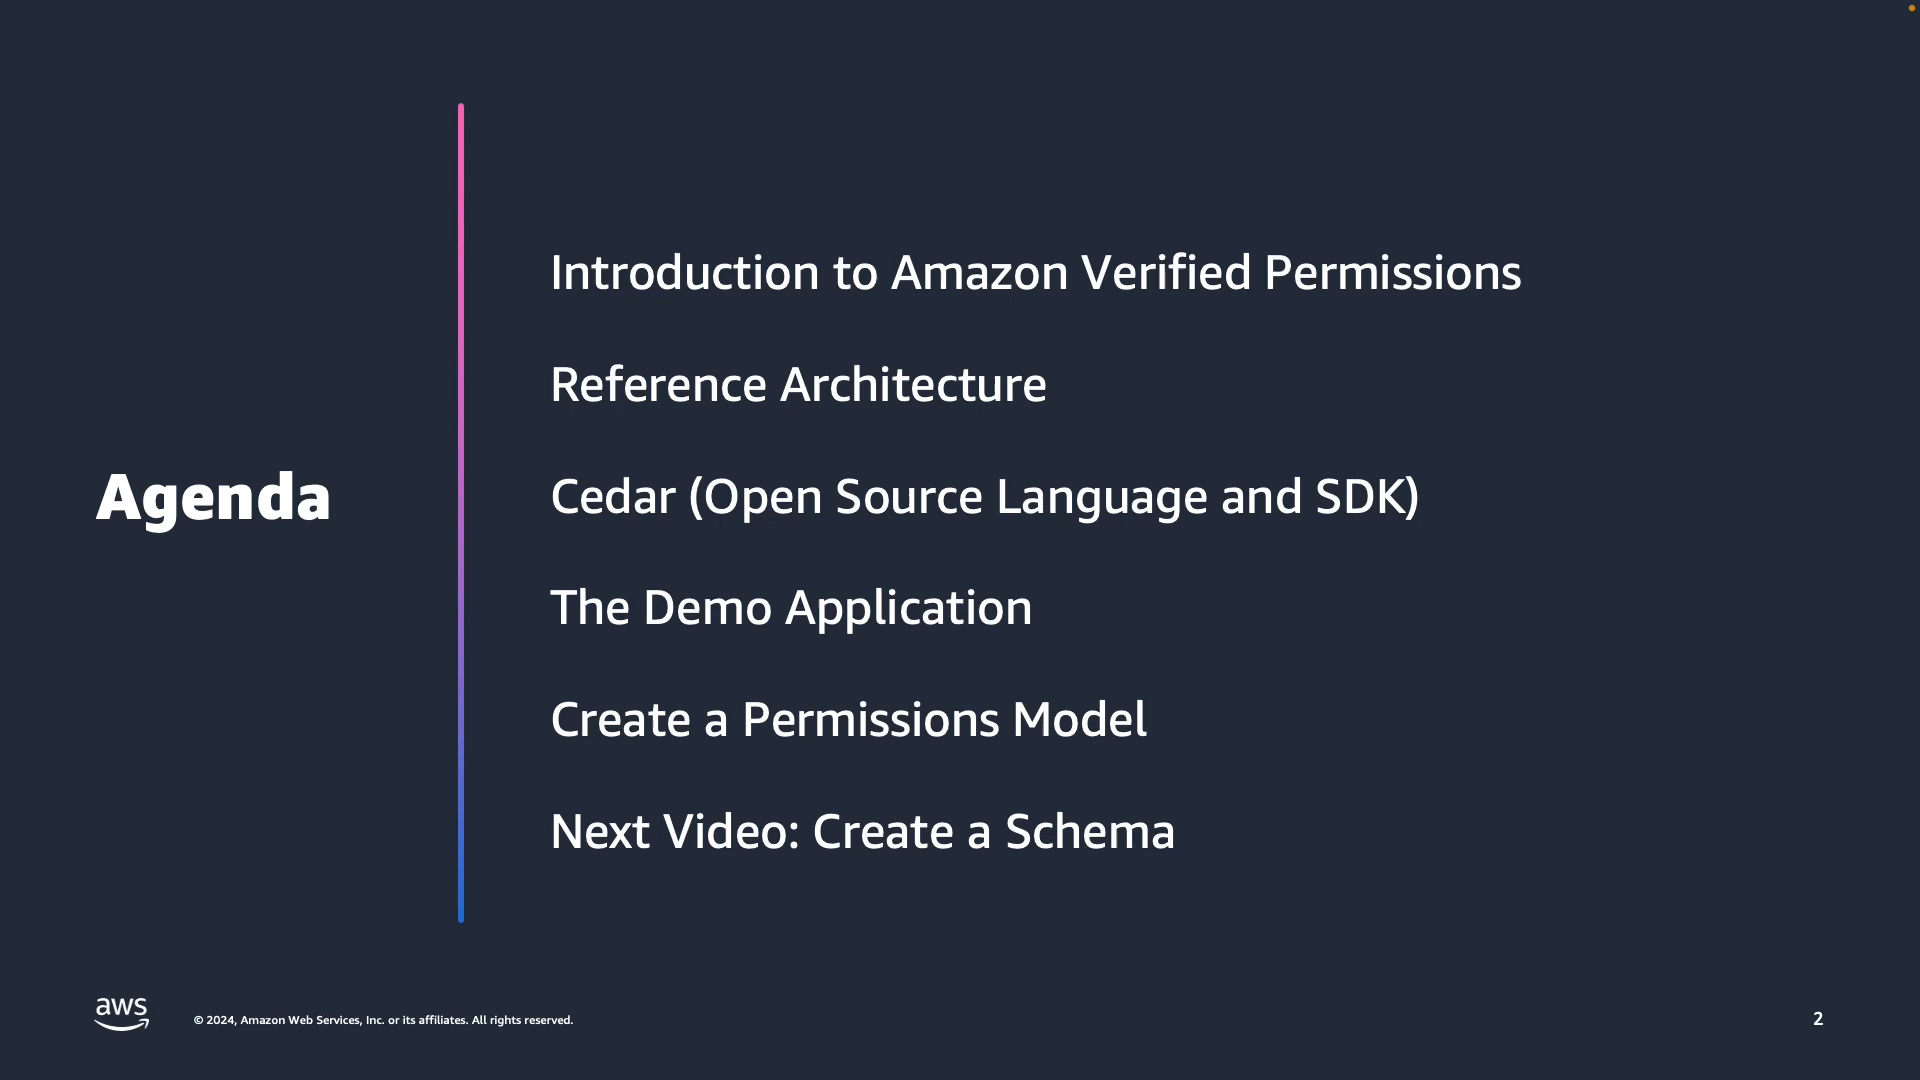 Agenda
Introduction to Amazon Verified Permissions
Reference Architecture
Cedar (Open Source Language and SDK)
The Demo Application
Create a Permissions Model
Next Video: Create a Schema
aws
© 2024, Amazon Web Services, Inc. or its affiliates. All rights reserved.
2